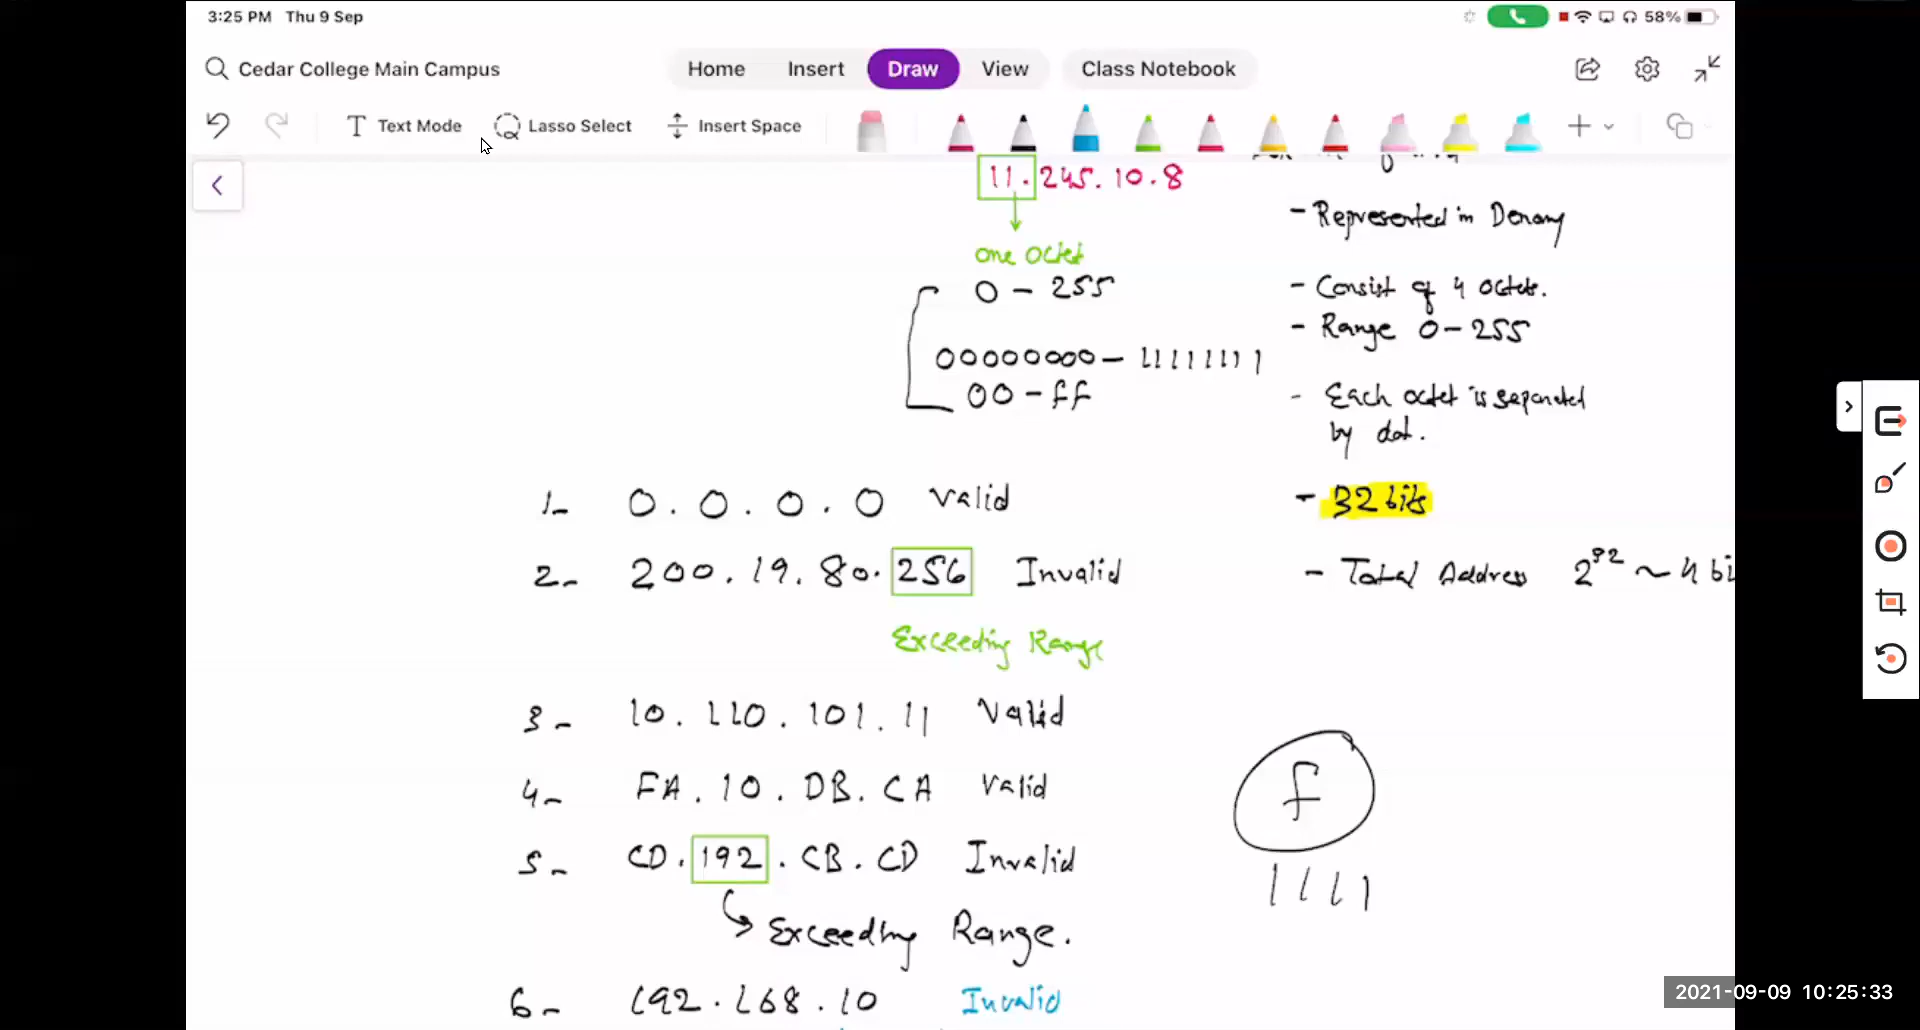 3:25 PM Thu 9 Sep
58%
Cedar College Main Campus
Home Insert Draw View Class Notebook
Text Mode Lasso Select Insert Space
11.245.10.8
one octet
0 - 255
00000000 - 11111111
00 - FF
- Represented in Denary
- Consist of 4 octets.
- Range 0 - 255
- Each octet is separated
by dot.
- 32 bits
- Total Address 2^32 ~ 4 bi
1- 0.0.0.0 Valid
2- 200.19.80.256 Invalid
Exceeding Range
3- 10.110.101.11 Valid
4- FA.10.DB.CA Valid
5- CD.192.CB.CD Invalid
Exceeding Range.
6- 192.168.10 Invalid
F
1111
2021-09-09 10:25:33